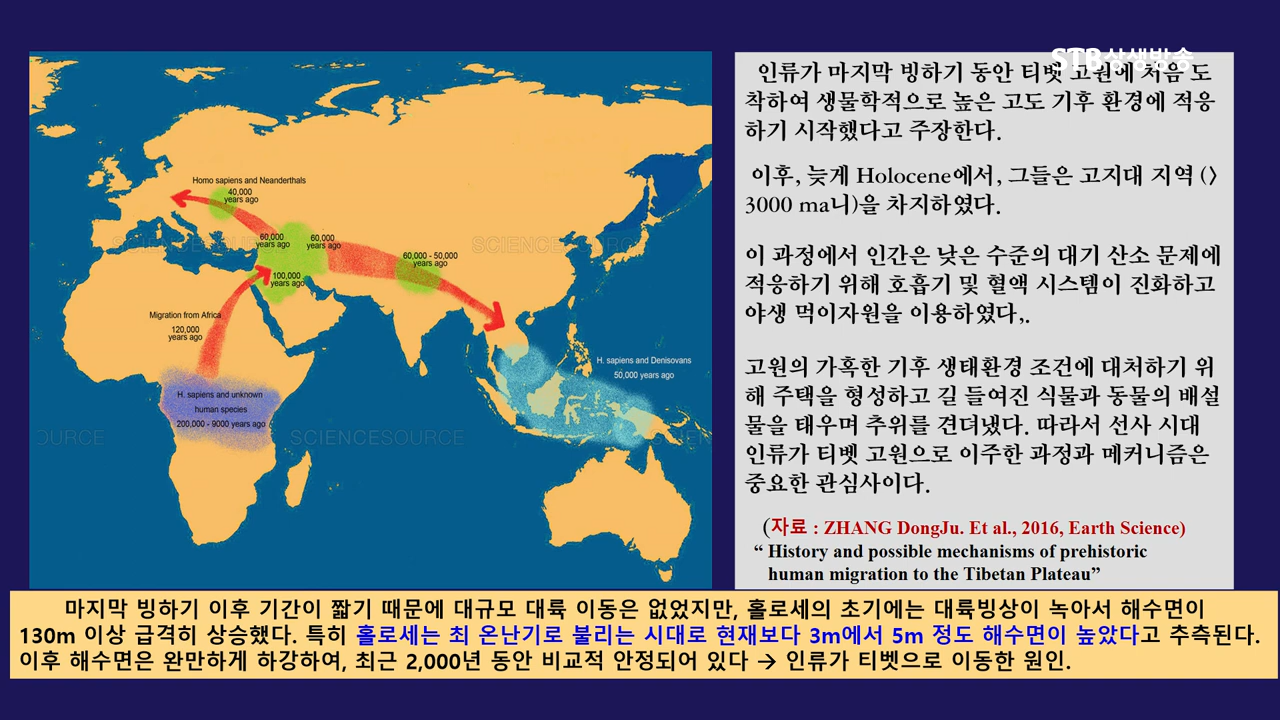 STB상생방송
Homo sapiens and Neanderthals
40,000
years ago
60,000
years ago
60,000
years ago
60,000 - 50,000
years ago
100,000
years ago
Migration from Africa
120,000
years ago
H. sapiens and Denisovans
50,000 years ago
H. sapiens and unknown
human species
200,000 - 9000 years ago
SCIENCESOURCE
SCIENCESOURCE
OURCE
SCIENCESOURCE
SCIEN
인류가 마지막 빙하기 동안 티벳 고원에 처음 도
착하여 생물학적으로 높은 고도 기후 환경에 적응
하기 시작했다고 주장한다.
이후, 늦게 Holocene에서, 그들은 고지대 지역 (>
3000 ma니)을 차지하였다.
이 과정에서 인간은 낮은 수준의 대기 산소 문제에
적응하기 위해 호흡기 및 혈액 시스템이 진화하고
야생 먹이자원을 이용하였다,.
고원의 가혹한 기후 생태환경 조건에 대처하기 위
해 주택을 형성하고 길 들여진 식물과 동물의 배설
물을 태우며 추위를 견뎌냈다. 따라서 선사 시대
인류가 티벳 고원으로 이주한 과정과 메커니즘은
중요한 관심사이다.
(자료 : ZHANG DongJu. Et al., 2016, Earth Science)
“ History and possible mechanisms of prehistoric
human migration to the Tibetan Plateau”
마지막 빙하기 이후 기간이 짧기 때문에 대규모 대륙 이동은 없었지만, 홀로세의 초기에는 대륙빙상이 녹아서 해수면이
130m 이상 급격히 상승했다. 특히 홀로세는 최 온난기로 불리는 시대로 현재보다 3m에서 5m 정도 해수면이 높았다고 추측된다.
이후 해수면은 완만하게 하강하여, 최근 2,000년 동안 비교적 안정되어 있다 → 인류가 티벳으로 이동한 원인.